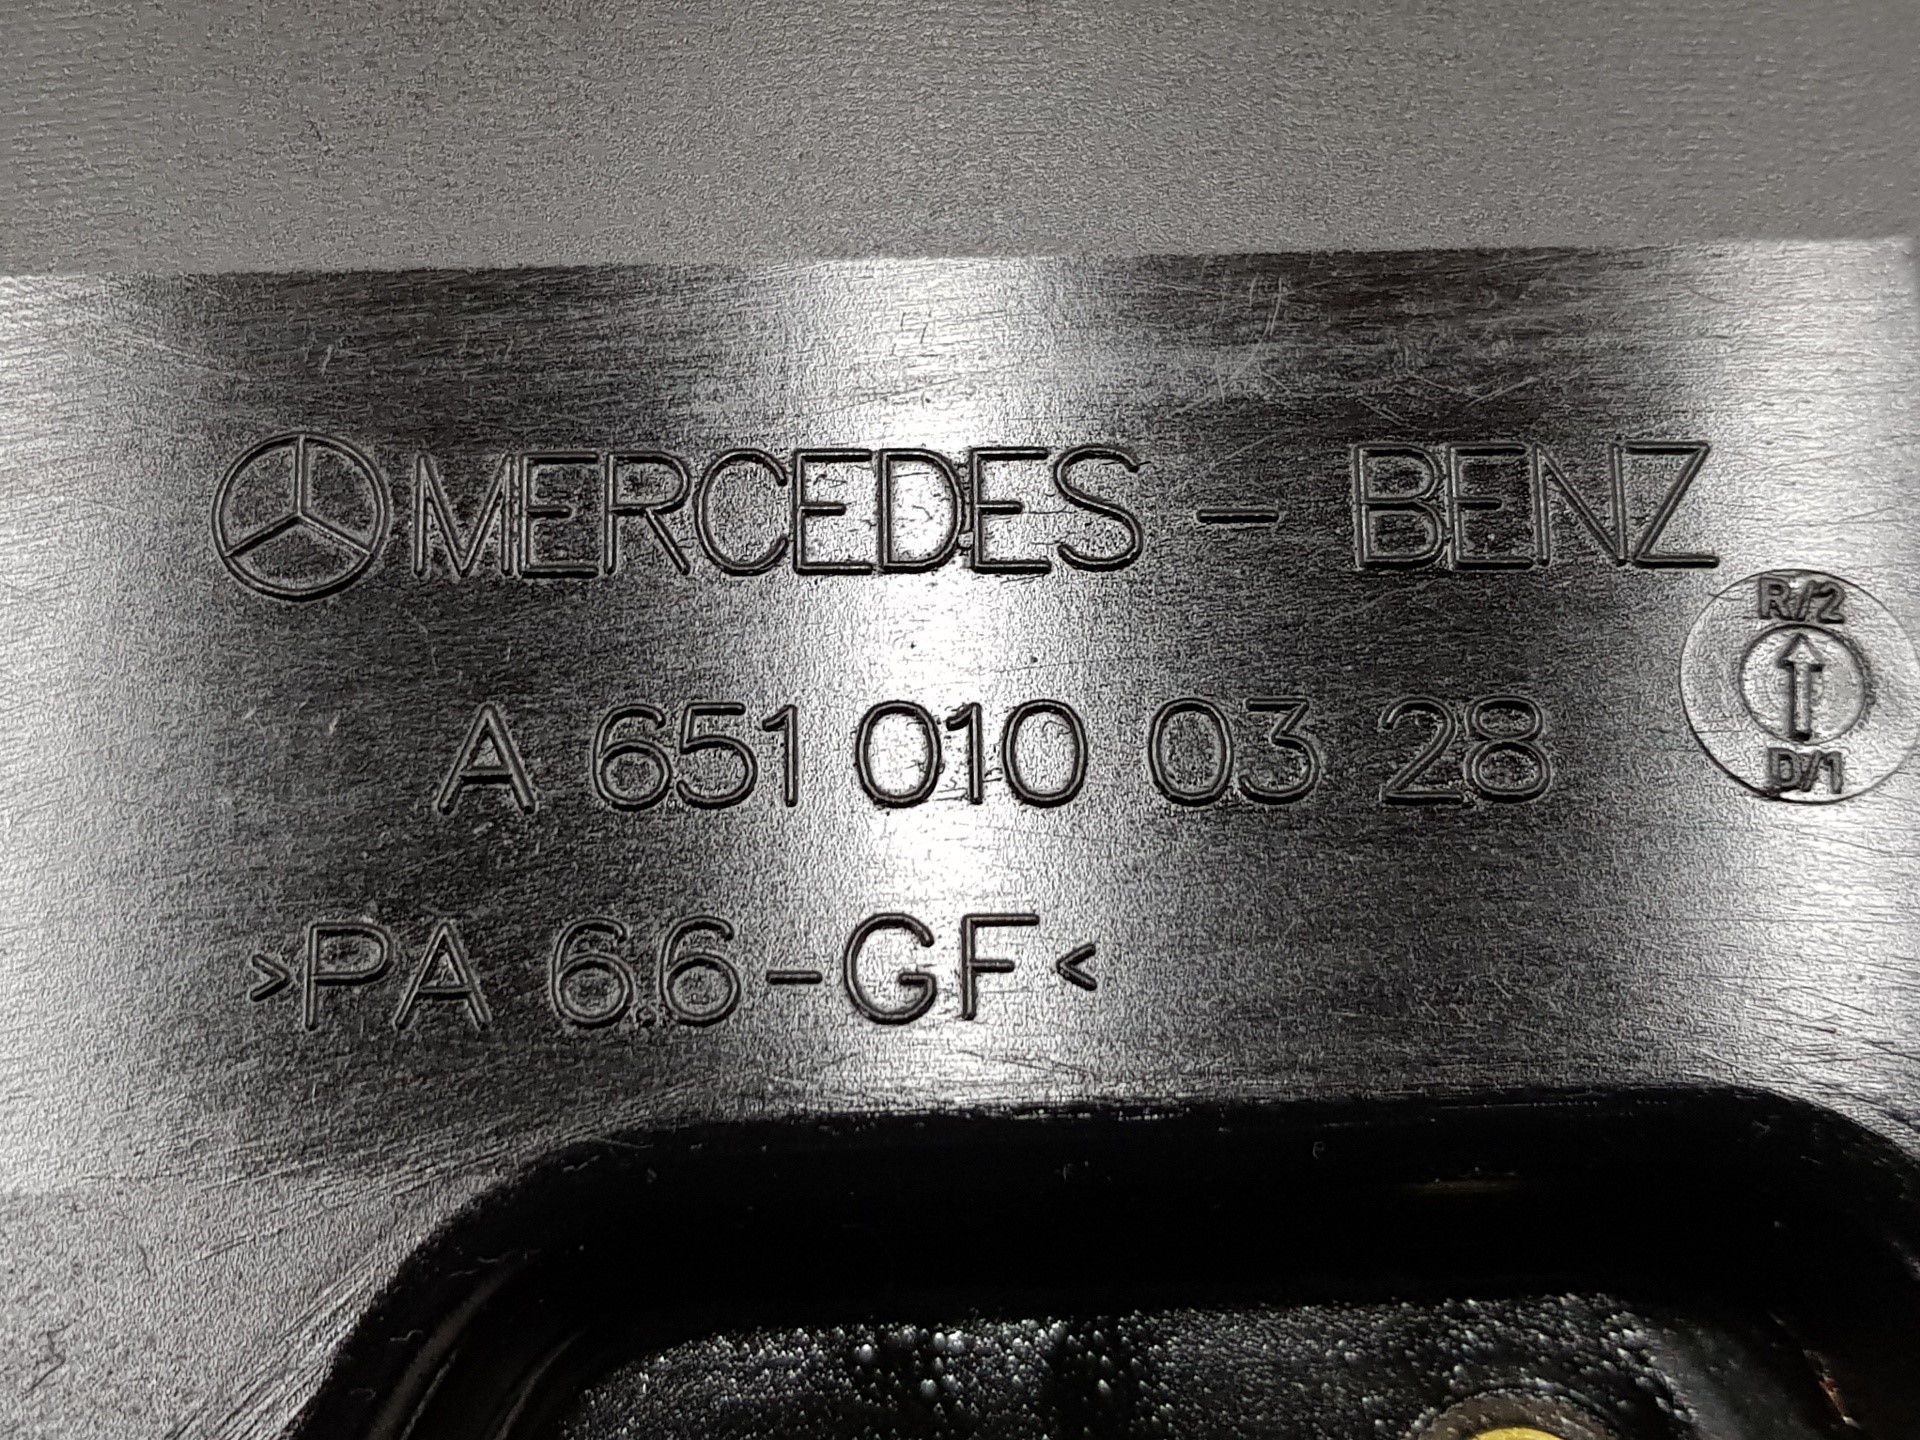 MERCEDES - BENZ
R/2
D/1
A 651 010 03 28
>PA 6.6-GF<